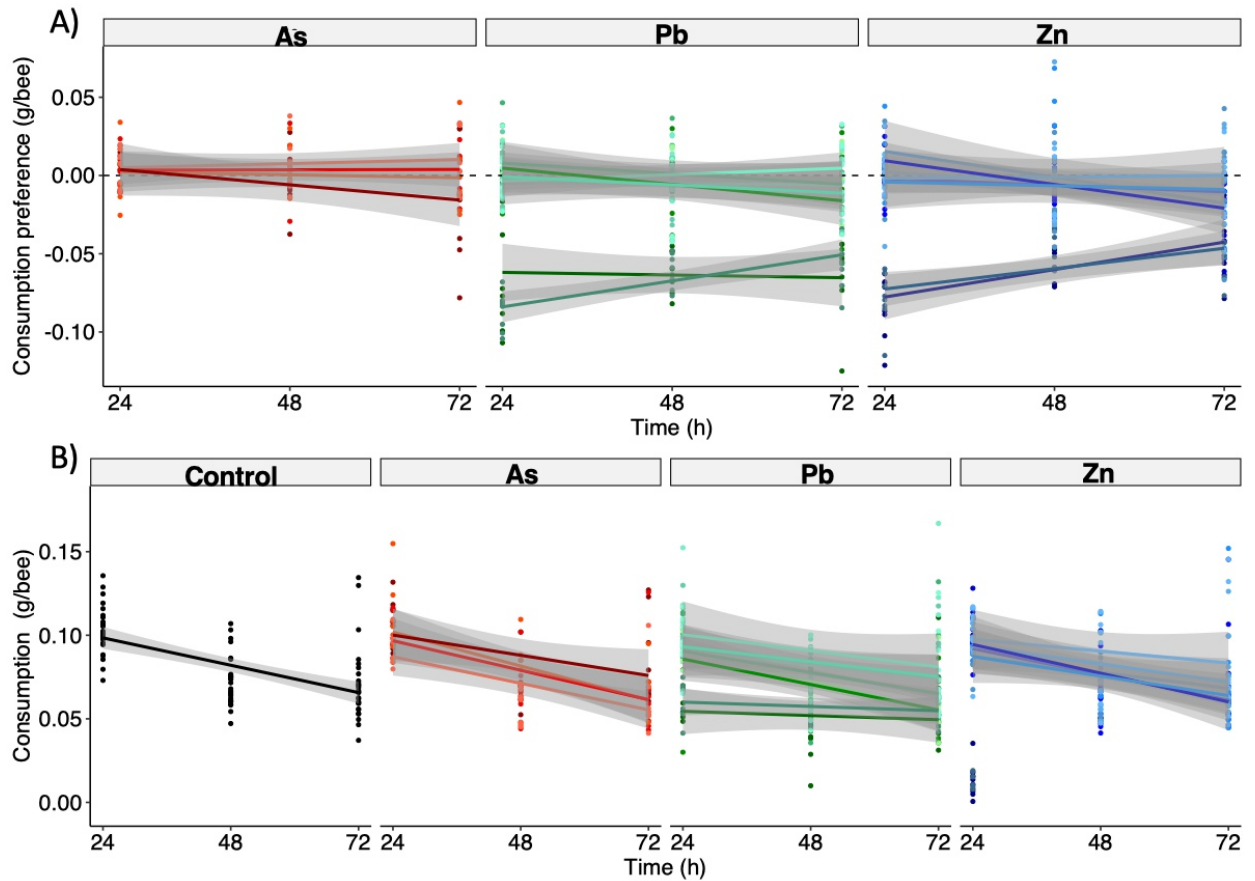 A)
As
Pb
Zn
Consumption preference (g/bee)
0.05
0.00
-0.05
-0.10
24
48
72
24
48
72
24
48
72
Time (h)
B)
Control
As
Pb
Zn
Consumption (g/bee)
0.15
0.10
0.05
0.00
24
48
72
24
48
72
24
48
72
24
48
72
Time (h)